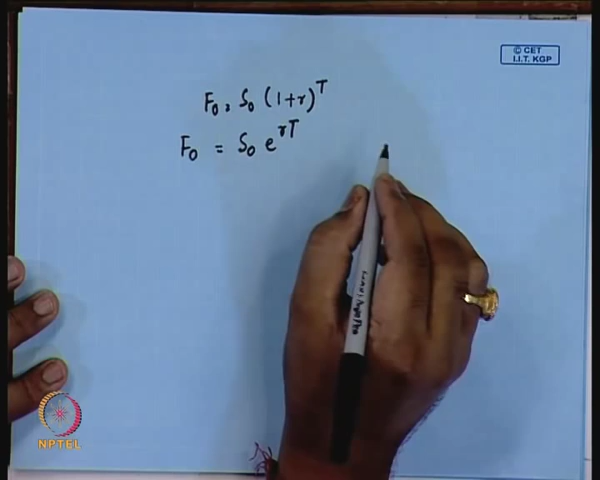 © CET
I.I.T. KGP
F₀ = S₀ (1+r)^T
F₀ = S₀ e^{rT}
NPTEL